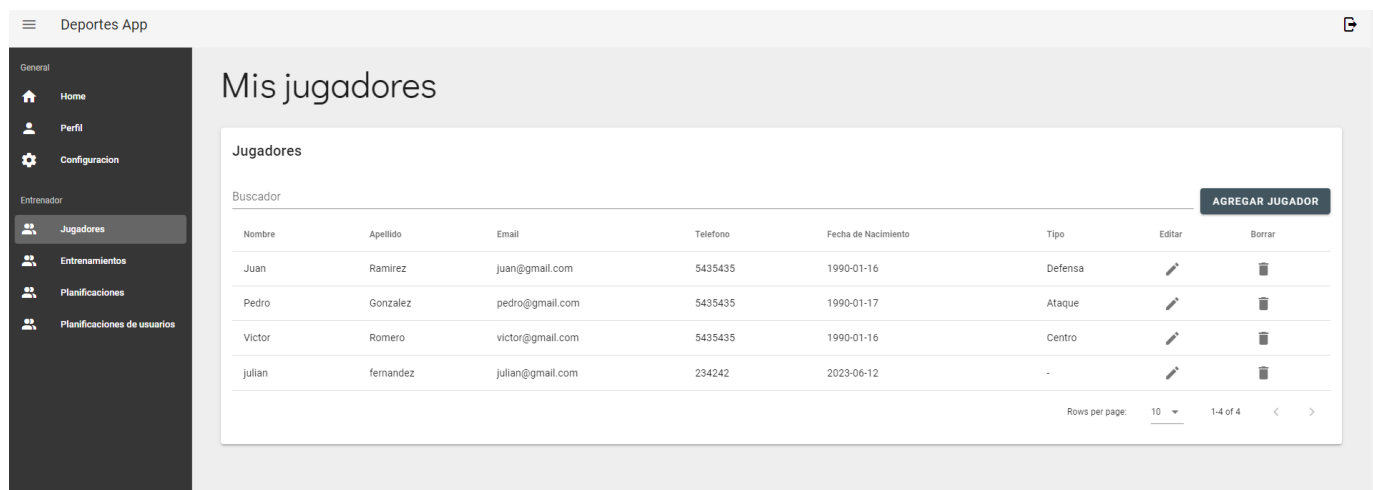 Deportes App
General
Home
Perfil
Configuracion
Entrenador
Jugadores
Entrenamientos
Planificaciones
Planificaciones de usuarios
Mis jugadores
Jugadores
Buscador
AGREGAR JUGADOR
Nombre Apellido Email Telefono Fecha de Nacimiento Tipo Editar Borrar
Juan Ramirez juan@gmail.com 5435435 1990-01-16 Defensa
Pedro Gonzalez pedro@gmail.com 5435435 1990-01-17 Ataque
Victor Romero victor@gmail.com 5435435 1990-01-16 Centro
julian fernandez julian@gmail.com 234242 2023-06-12 -
Rows per page: 10 1-4 of 4